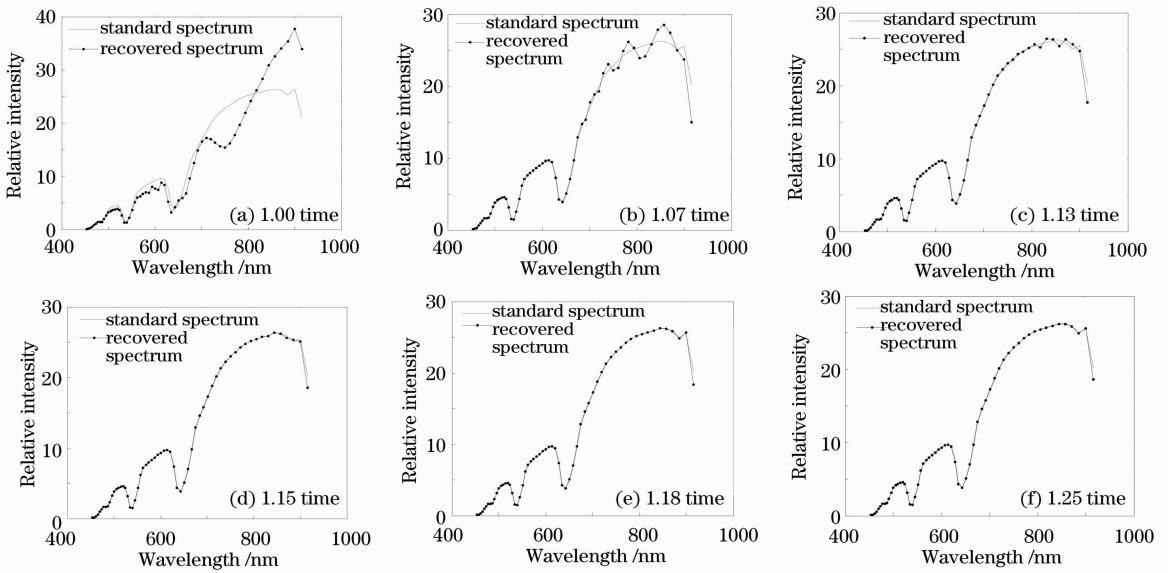 40
30
20
10
0
Relative intensity
standard spectrum
recovered spectrum
(a) 1.00 time
400 600 800 1000
Wavelength /nm
30
20
10
0
Relative intensity
standard spectrum
recovered
spectrum
(b) 1.07 time
400 600 800 1000
Wavelength /nm
30
20
10
0
Relative intensity
standard spectrum
recovered
spectrum
(c) 1.13 time
400 600 800 1000
Wavelength /nm
30
20
10
0
Relative intensity
standard spectrum
recovered
spectrum
(d) 1.15 time
400 600 800 1000
Wavelength /nm
30
20
10
0
Relative intensity
standard spectrum
recovered
spectrum
(e) 1.18 time
400 600 800 1000
Wavelength /nm
30
20
10
0
Relative intensity
standard spectrum
recovered
spectrum
(f) 1.25 time
400 600 800 1000
Wavelength /nm